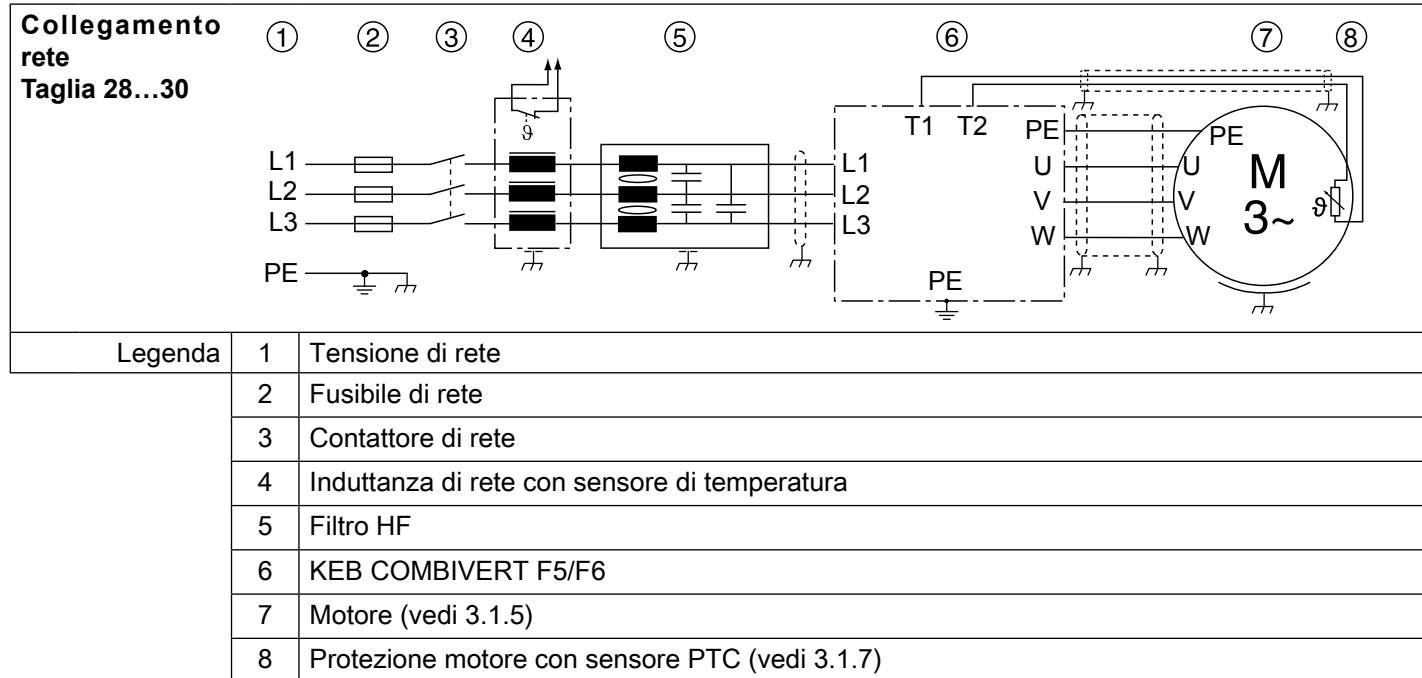 Collegamento
rete
Taglia 28…30
① ② ③ ④ ⑤ ⑥ ⑦ ⑧
ϑ
T1 T2 PE PE
L1 L1 U U M
L2 L2 V V 3~ ϑ
L3 L3 W W
PE PE
Legenda 1 Tensione di rete
2 Fusibile di rete
3 Contattore di rete
4 Induttanza di rete con sensore di temperatura
5 Filtro HF
6 KEB COMBIVERT F5/F6
7 Motore (vedi 3.1.5)
8 Protezione motore con sensore PTC (vedi 3.1.7)